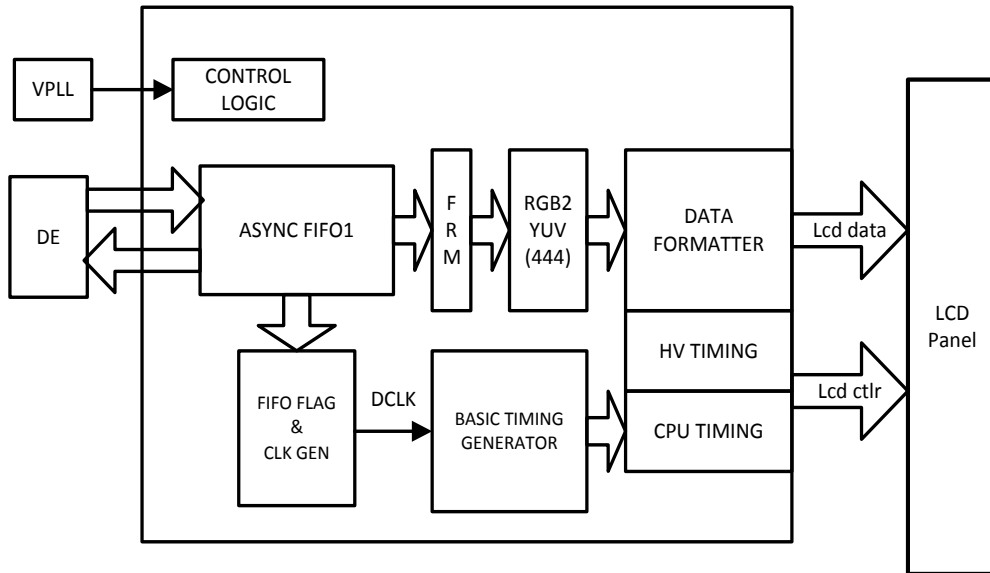 VPLL
CONTROL
LOGIC
DE
ASYNC FIFO1
F
R
M
RGB2
YUV
(444)
DATA
FORMATTER
Lcd data
HV TIMING
Lcd ctlr
CPU TIMING
LCD
Panel
FIFO FLAG
&
CLK GEN
DCLK
BASIC TIMING
GENERATOR